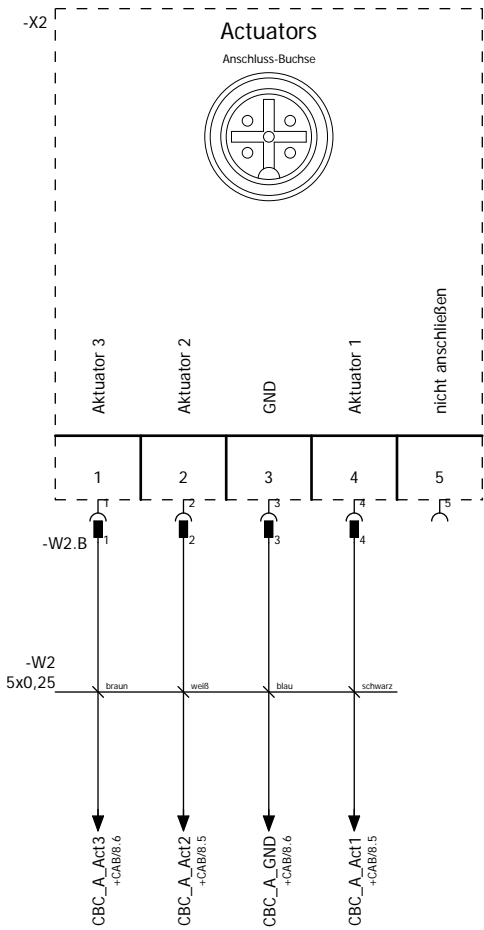 -X2
Actuators
Anschluss-Buchse
Aktuator 3
Aktuator 2
GND
Aktuator 1
nicht anschließen
1
2
3
4
5
1
2
3
4
5
-W2.B
1
2
3
4
-W2
5x0,25
braun
weiß
blau
schwarz
CBC_A_Act3
+CAB/8.6
CBC_A_Act2
+CAB/8.5
CBC_A_GND
+CAB/8.6
CBC_A_Act1
+CAB/8.5